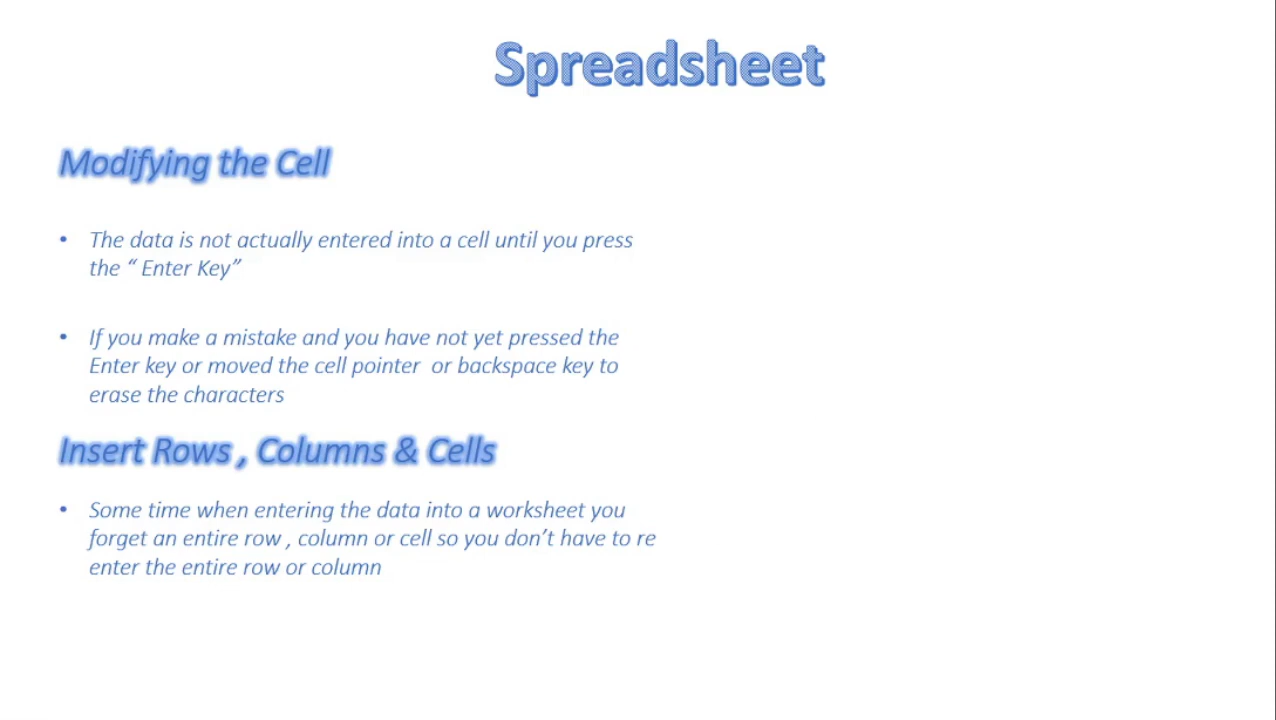 Spreadsheet
Modifying the Cell
• The data is not actually entered into a cell until you press
the “ Enter Key”
• If you make a mistake and you have not yet pressed the
Enter key or moved the cell pointer  or backspace key to
erase the characters
Insert Rows , Columns & Cells
• Some time when entering the data into a worksheet you
forget an entire row , column or cell so you don’t have to re
enter the entire row or column